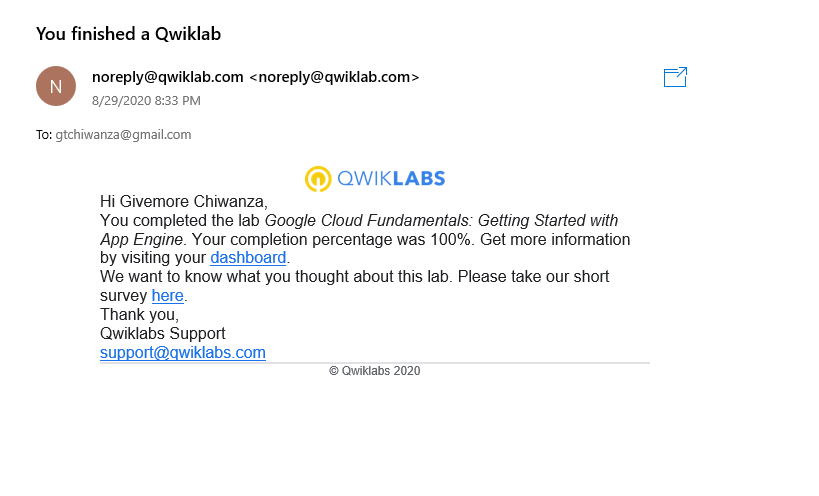 You finished a Qwiklab
N
noreply@qwiklab.com <noreply@qwiklab.com>
8/29/2020 8:33 PM
To: gtchiwanza@gmail.com
QWIKLABS
Hi Givemore Chiwanza,
You completed the lab Google Cloud Fundamentals: Getting Started with
App Engine. Your completion percentage was 100%. Get more information
by visiting your dashboard.
We want to know what you thought about this lab. Please take our short
survey here.
Thank you,
Qwiklabs Support
support@qwiklabs.com
© Qwiklabs 2020